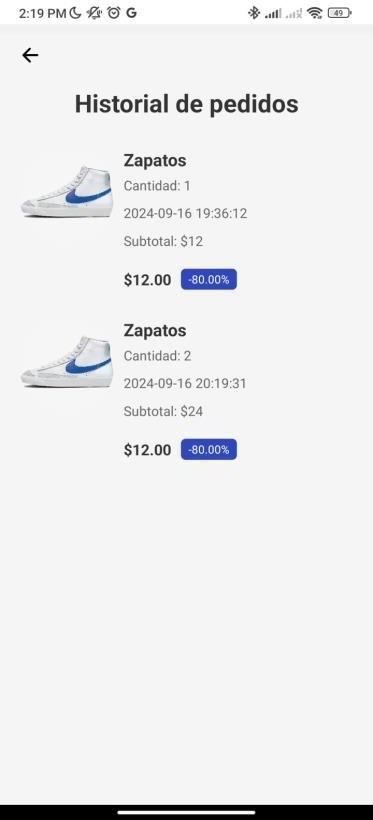 2:19 PM G 49
Historial de pedidos
Zapatos
Cantidad: 1
2024-09-16 19:36:12
Subtotal: $12
$12.00 -80.00%
Zapatos
Cantidad: 2
2024-09-16 20:19:31
Subtotal: $24
$12.00 -80.00%